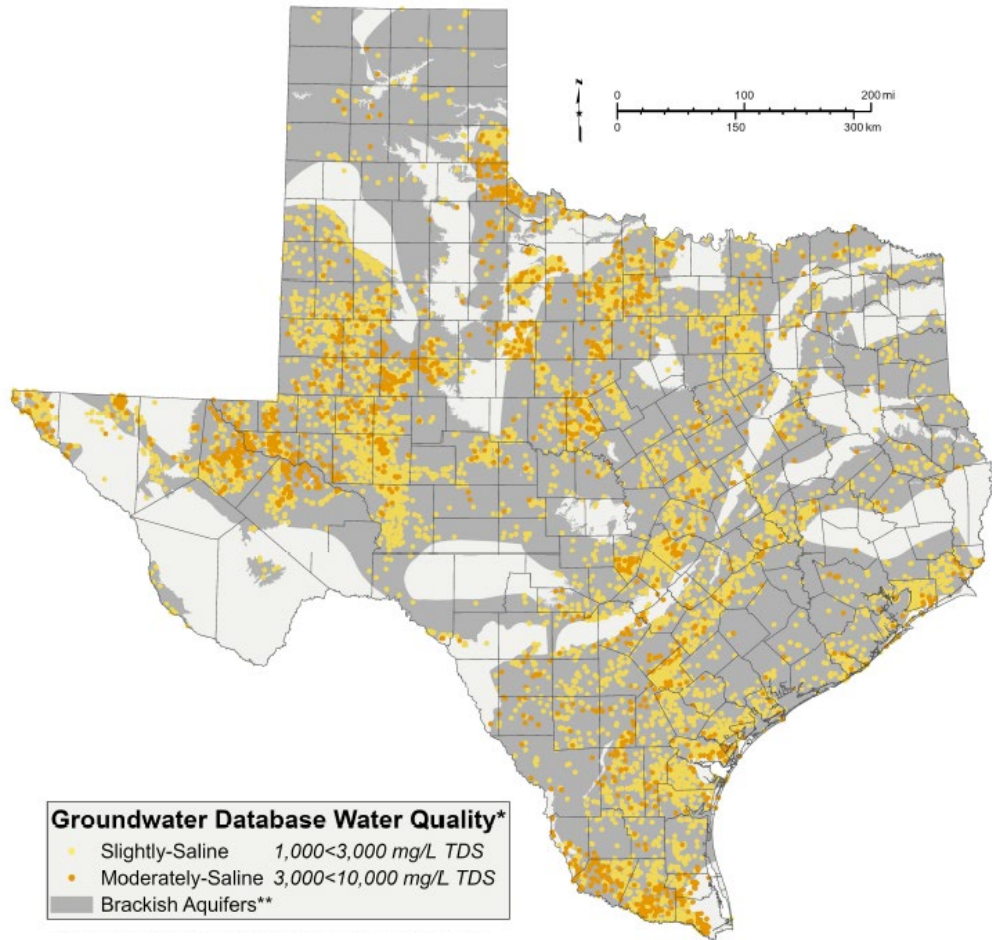 N
0 100 200 mi
0 150 300 km
Groundwater Database Water Quality*
Slightly-Saline 1,000<3,000 mg/L TDS
Moderately-Saline 3,000<10,000 mg/L TDS
Brackish Aquifers**